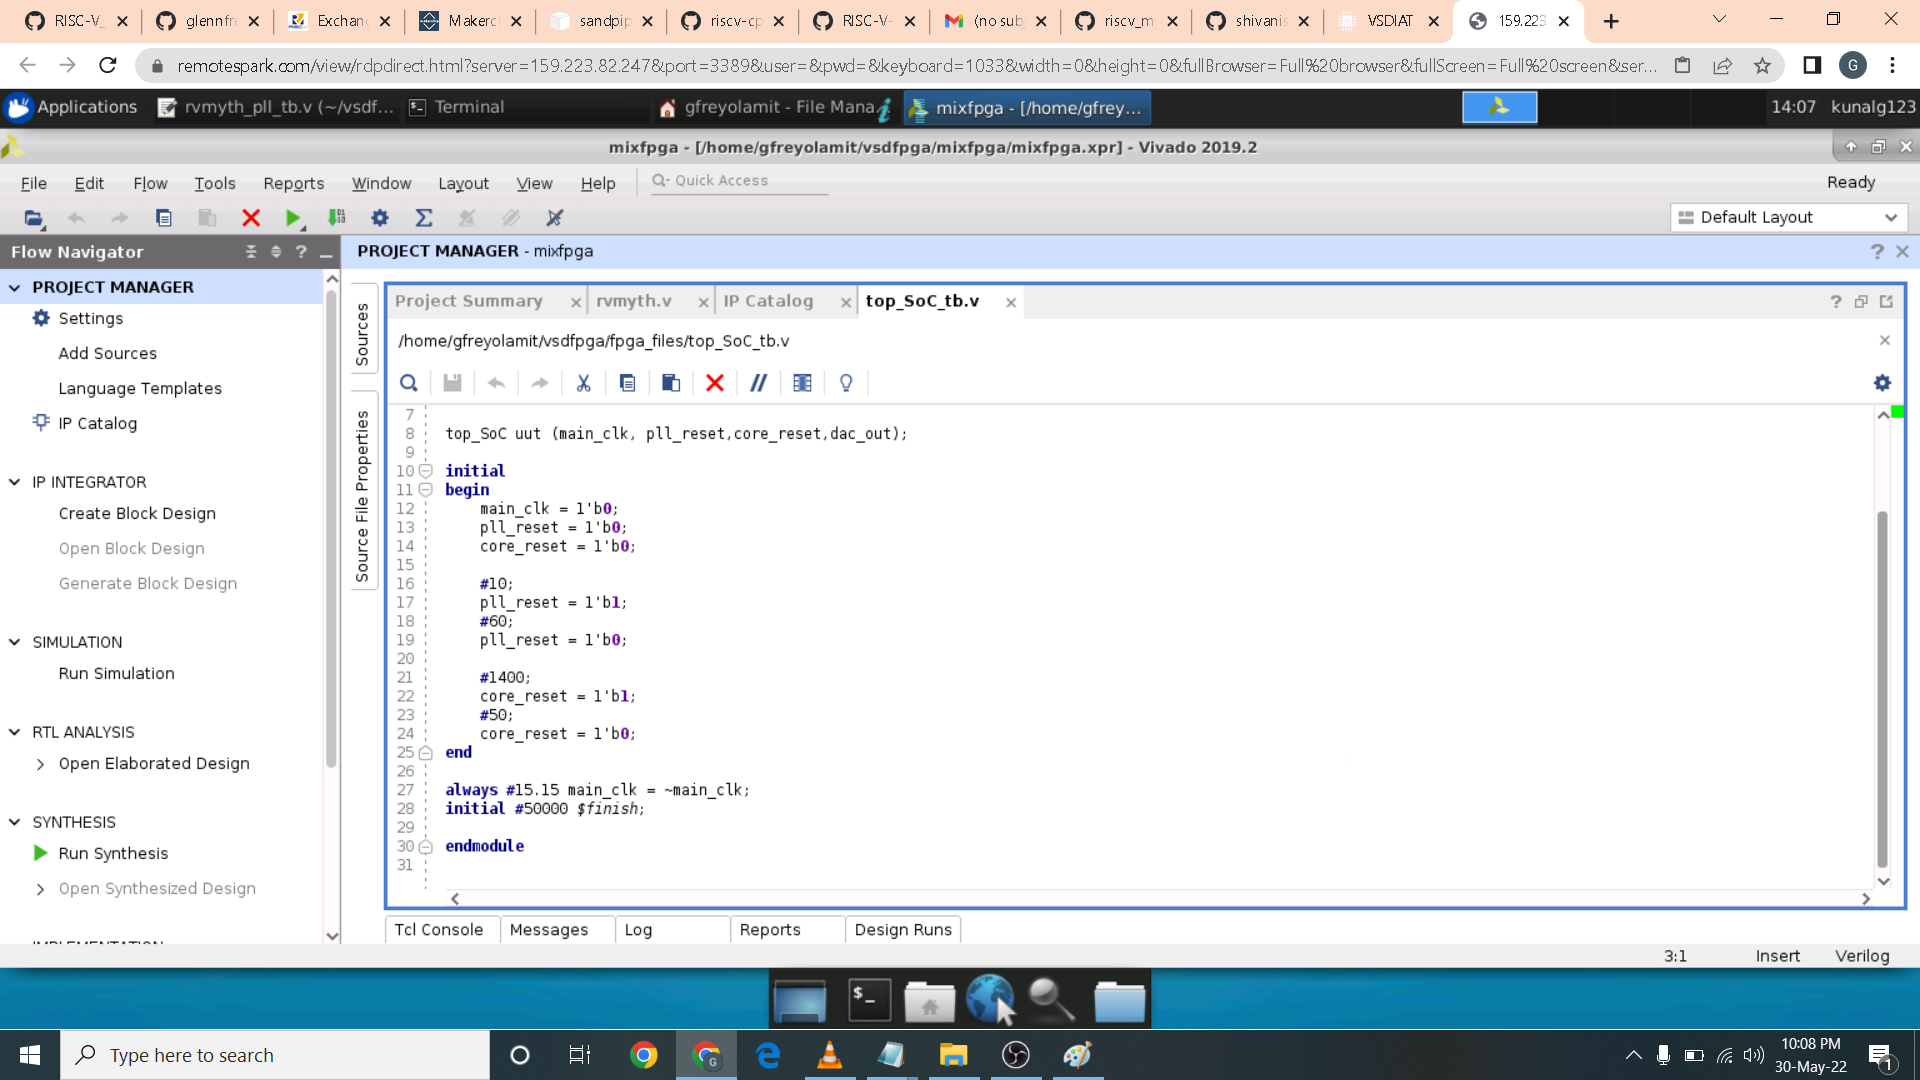 RISC-V_
glennfr
Exchan
Makerc
sandpip
riscv-cp
RISC-V-
(no sub
riscv_m
shivanis
VSDIAT
159.223
remotespark.com/view/rdpdirect.html?server=159.223.82.247&port=3389&user=&pwd=&keyboard=1033&width=0&height=0&fullBrowser=Full%20browser&fullScreen=Full%20screen&ser...
G
Applications
rvmyth_pll_tb.v (~/vsdf...
Terminal
gfreyolamit - File Mana
mixfpga - [/home/gfrey...
14:07
kunalg123
mixfpga - [/home/gfreyolamit/vsdfpga/mixfpga/mixfpga.xpr] - Vivado 2019.2
File Edit Flow Tools Reports Window Layout View Help
Quick Access
Ready
Default Layout
Flow Navigator
PROJECT MANAGER - mixfpga
PROJECT MANAGER
Settings
Add Sources
Language Templates
IP Catalog
IP INTEGRATOR
Create Block Design
Open Block Design
Generate Block Design
SIMULATION
Run Simulation
RTL ANALYSIS
Open Elaborated Design
SYNTHESIS
Run Synthesis
Open Synthesized Design
IMPLEMENTATION
Sources
Source File Properties
Project Summary
rvmyth.v
IP Catalog
top_SoC_tb.v
/home/gfreyolamit/vsdfpga/fpga_files/top_SoC_tb.v
7
8 top_SoC uut (main_clk, pll_reset,core_reset,dac_out);
9
10 initial
11 begin
12 main_clk = 1'b0;
13 pll_reset = 1'b0;
14 core_reset = 1'b0;
15
16 #10;
17 pll_reset = 1'b1;
18 #60;
19 pll_reset = 1'b0;
20
21 #1400;
22 core_reset = 1'b1;
23 #50;
24 core_reset = 1'b0;
25 end
26
27 always #15.15 main_clk = ~main_clk;
28 initial #50000 $finish;
29
30 endmodule
31
Tcl Console
Messages
Log
Reports
Design Runs
3:1
Insert
Verilog
Type here to search
10:08 PM
30-May-22
1